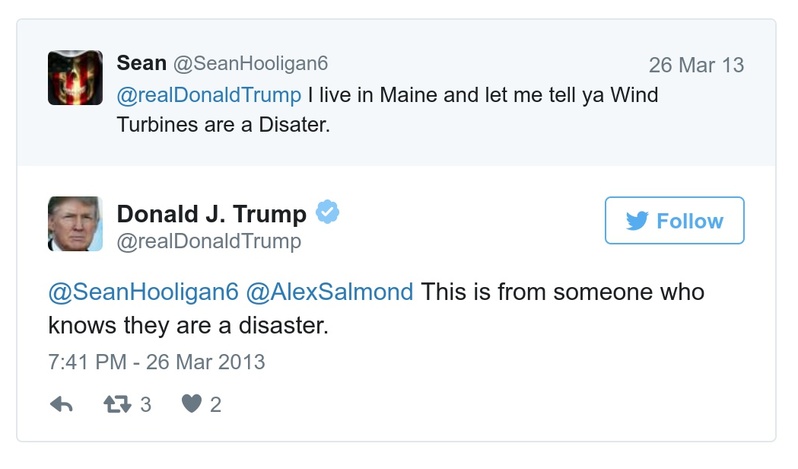 Sean @SeanHooligan6 26 Mar 13
@realDonaldTrump I live in Maine and let me tell ya Wind
Turbines are a Disater.
Donald J. Trump
@realDonaldTrump
Follow
@SeanHooligan6 @AlexSalmond This is from someone who
knows they are a disaster.
7:41 PM - 26 Mar 2013
3 2